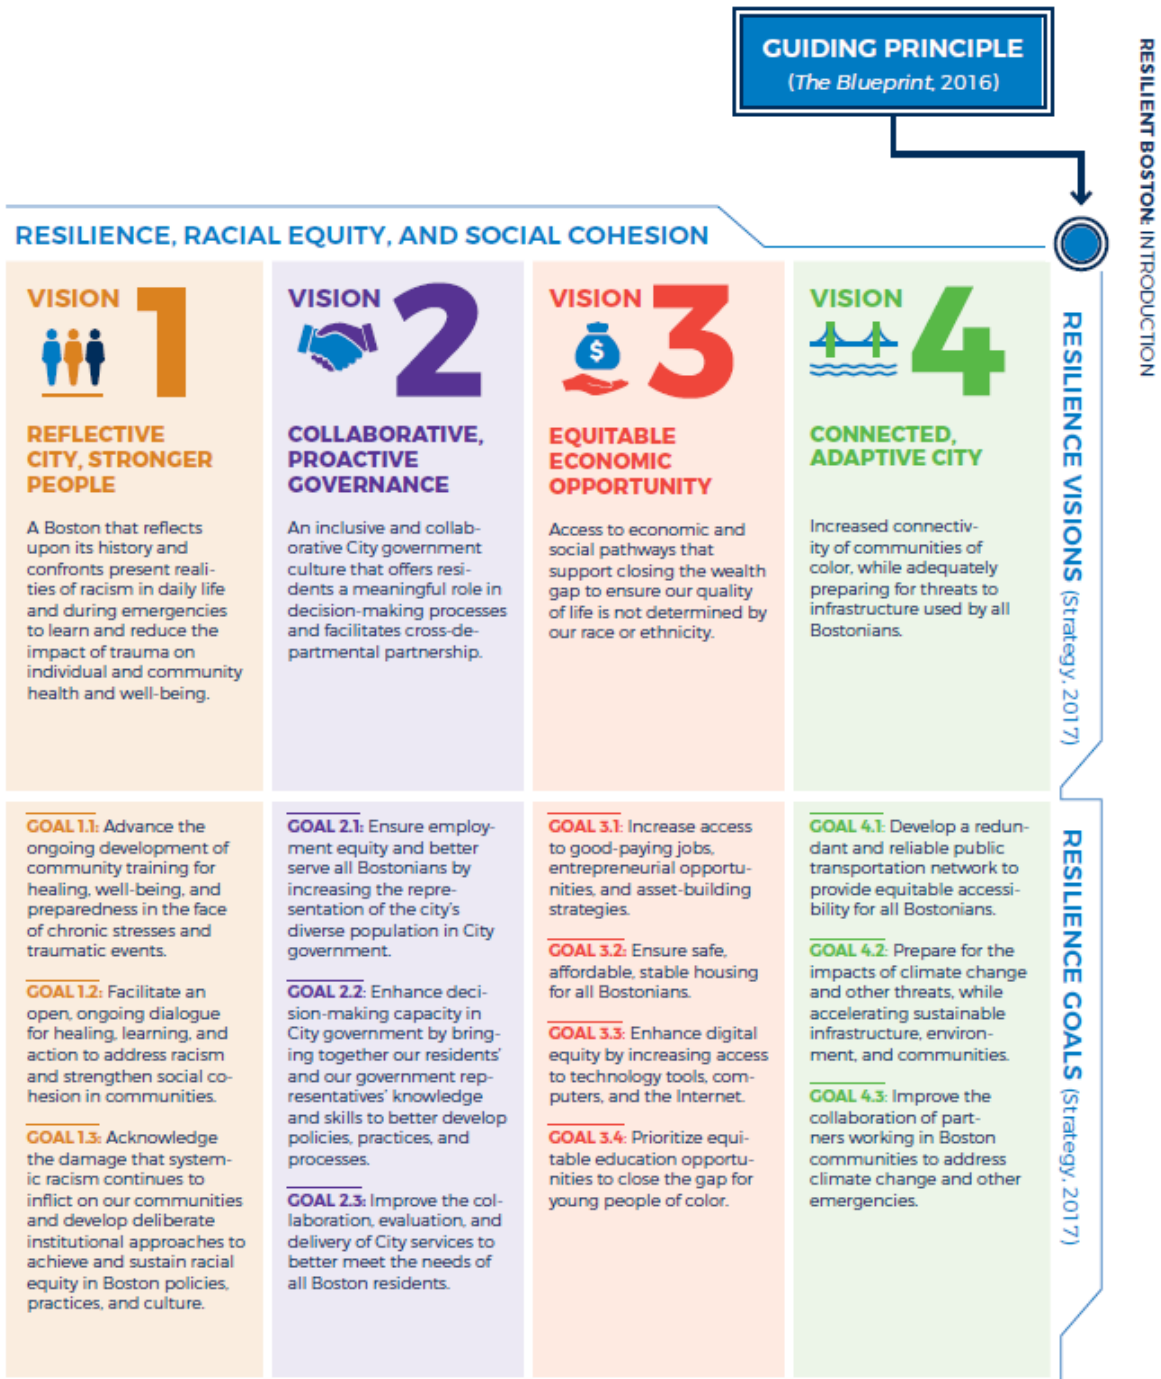 GUIDING PRINCIPLE
(The Blueprint, 2016)
RESILIENT BOSTON: INTRODUCTION
RESILIENCE, RACIAL EQUITY, AND SOCIAL COHESION
VISION 1
REFLECTIVE
CITY, STRONGER
PEOPLE
A Boston that reflects
upon its history and
confronts present reali-
ties of racism in daily life
and during emergencies
to learn and reduce the
impact of trauma on
individual and community
health and well-being.
VISION 2
COLLABORATIVE,
PROACTIVE
GOVERNANCE
An inclusive and collab-
orative City government
culture that offers resi-
dents a meaningful role in
decision-making processes
and facilitates cross-de-
partmental partnership.
VISION 3
$
EQUITABLE
ECONOMIC
OPPORTUNITY
Access to economic and
social pathways that
support closing the wealth
gap to ensure our quality
of life is not determined by
our race or ethnicity.
VISION 4
CONNECTED,
ADAPTIVE CITY
Increased connectiv-
ity of communities of
color, while adequately
preparing for threats to
infrastructure used by all
Bostonians.
RESILIENCE VISIONS (Strategy, 2017)
GOAL 1.1: Advance the
ongoing development of
community training for
healing, well-being, and
preparedness in the face
of chronic stresses and
traumatic events.
GOAL 1.2: Facilitate an
open, ongoing dialogue
for healing, learning, and
action to address racism
and strengthen social co-
hesion in communities.
GOAL 1.3: Acknowledge
the damage that system-
ic racism continues to
inflict on our communities
and develop deliberate
institutional approaches to
achieve and sustain racial
equity in Boston policies,
practices, and culture.
GOAL 2.1: Ensure employ-
ment equity and better
serve all Bostonians by
increasing the repre-
sentation of the city's
diverse population in City
government.
GOAL 2.2: Enhance deci-
sion-making capacity in
City government by bring-
ing together our residents'
and our government rep-
resentatives' knowledge
and skills to better develop
policies, practices, and
processes.
GOAL 2.3: Improve the col-
laboration, evaluation, and
delivery of City services to
better meet the needs of
all Boston residents.
GOAL 3.1: Increase access
to good-paying jobs,
entrepreneurial opportu-
nities, and asset-building
strategies.
GOAL 3.2: Ensure safe,
affordable, stable housing
for all Bostonians.
GOAL 3.3: Enhance digital
equity by increasing access
to technology tools, com-
puters, and the Internet.
GOAL 3.4: Prioritize equi-
table education opportu-
nities to close the gap for
young people of color.
GOAL 4.1: Develop a redun-
dant and reliable public
transportation network to
provide equitable accessi-
bility for all Bostonians.
GOAL 4.2: Prepare for the
impacts of climate change
and other threats, while
accelerating sustainable
infrastructure, environ-
ment, and communities.
GOAL 4.3: Improve the
collaboration of part-
ners working in Boston
communities to address
climate change and other
emergencies.
RESILIENCE GOALS (Strategy, 2017)